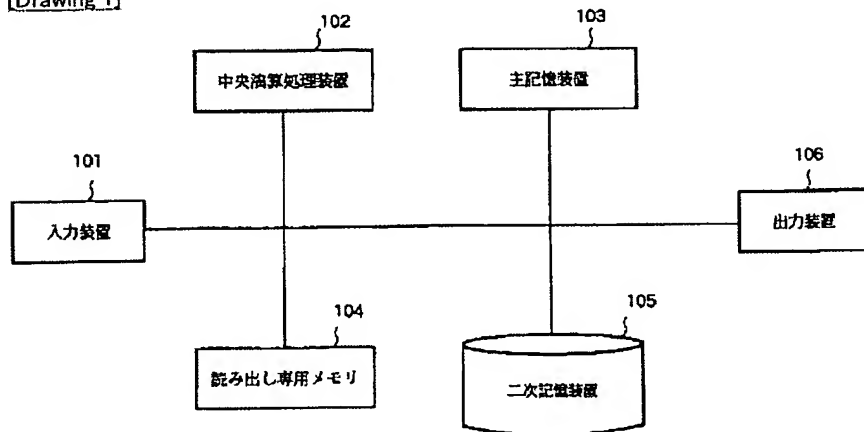 [Drawing 1]
102
中央演算処理装置
103
主記憶装置
101
入力装置
106
出力装置
104
読み出し専用メモリ
105
二次記憶装置